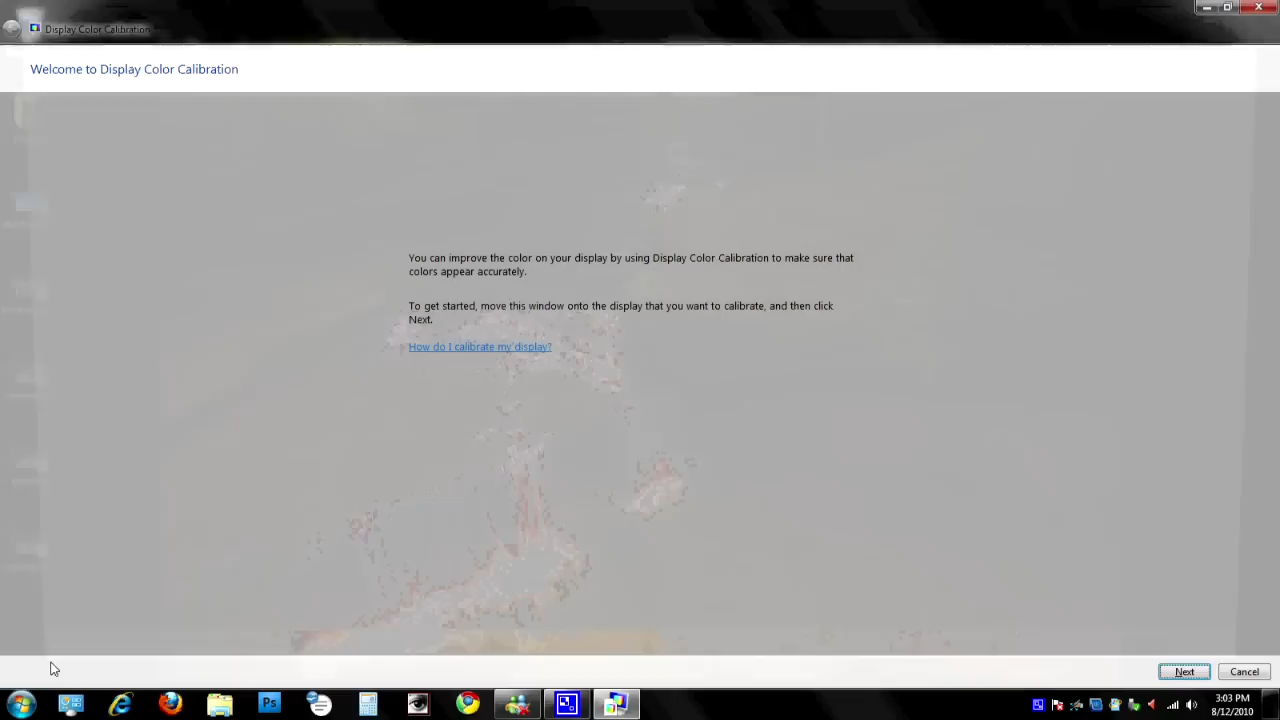 Display Color Calibration
Welcome to Display Color Calibration
You can improve the color on your display by using Display Color Calibration to make sure that
colors appear accurately.
To get started, move this window onto the display that you want to calibrate, and then click
Next.
How do I calibrate my display?
Next
Cancel
Ps
3:03 PM
8/12/2010